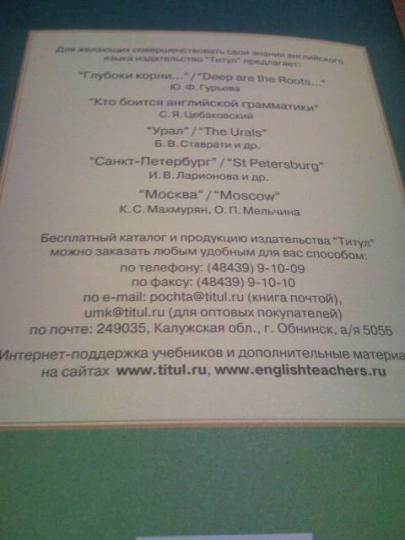 Для желающих совершенствовать свои знания английского
языка издательство "Титул" предлагает:
"Глубоки корни..."/"Deep are the Roots..."
Ю. Ф. Гурьева
"Кто боится английской грамматики"
С. Я. Цебаковский
"Урал"/"The Urals"
Б. В. Ставрати и др.
"Санкт-Петербург"/"St Petersburg"
И. В. Ларионова и др.
"Москва"/"Moscow"
К. С. Махмурян, О. П. Мельчина
Бесплатный каталог и продукцию издательства "Титул"
можно заказать любым удобным для вас способом:
по телефону: (48439) 9-10-09
по факсу: (48439) 9-10-10
по e-mail: pochta@titul.ru (книга почтой),
umk@titul.ru (для оптовых покупателей)
по почте: 249035, Калужская обл., г. Обнинск, а/я 5055
Интернет-поддержка учебников и дополнительные материа
на сайтах www.titul.ru, www.englishteachers.ru